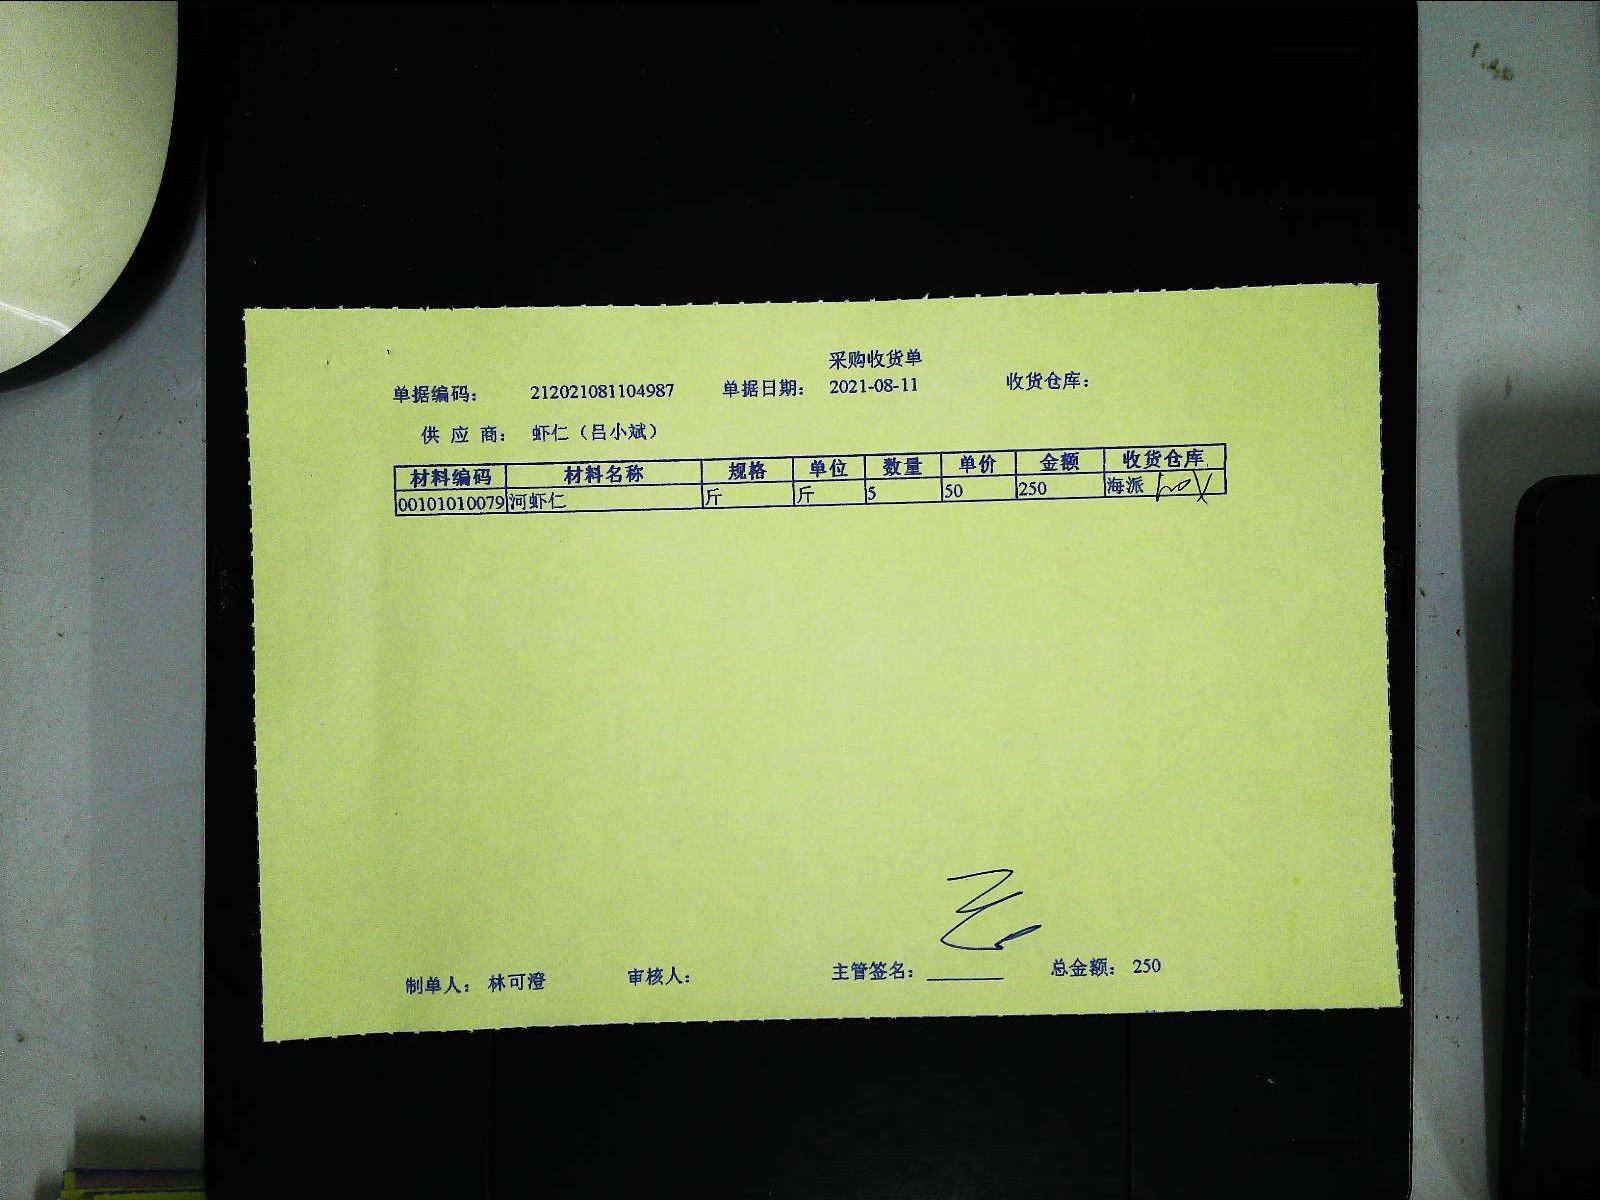 采购收货单
单据编码： 212021081104987 单据日期： 2021-08-11 收货仓库：
供 应 商： 虾仁（吕小斌）
材料编码 材料名称 规格 单位 数量 单价 金额 收货仓库
00101010079 河虾仁 斤 斤 5 50 250 海派
制单人： 林可澄 审核人： 主管签名： 总金额： 250